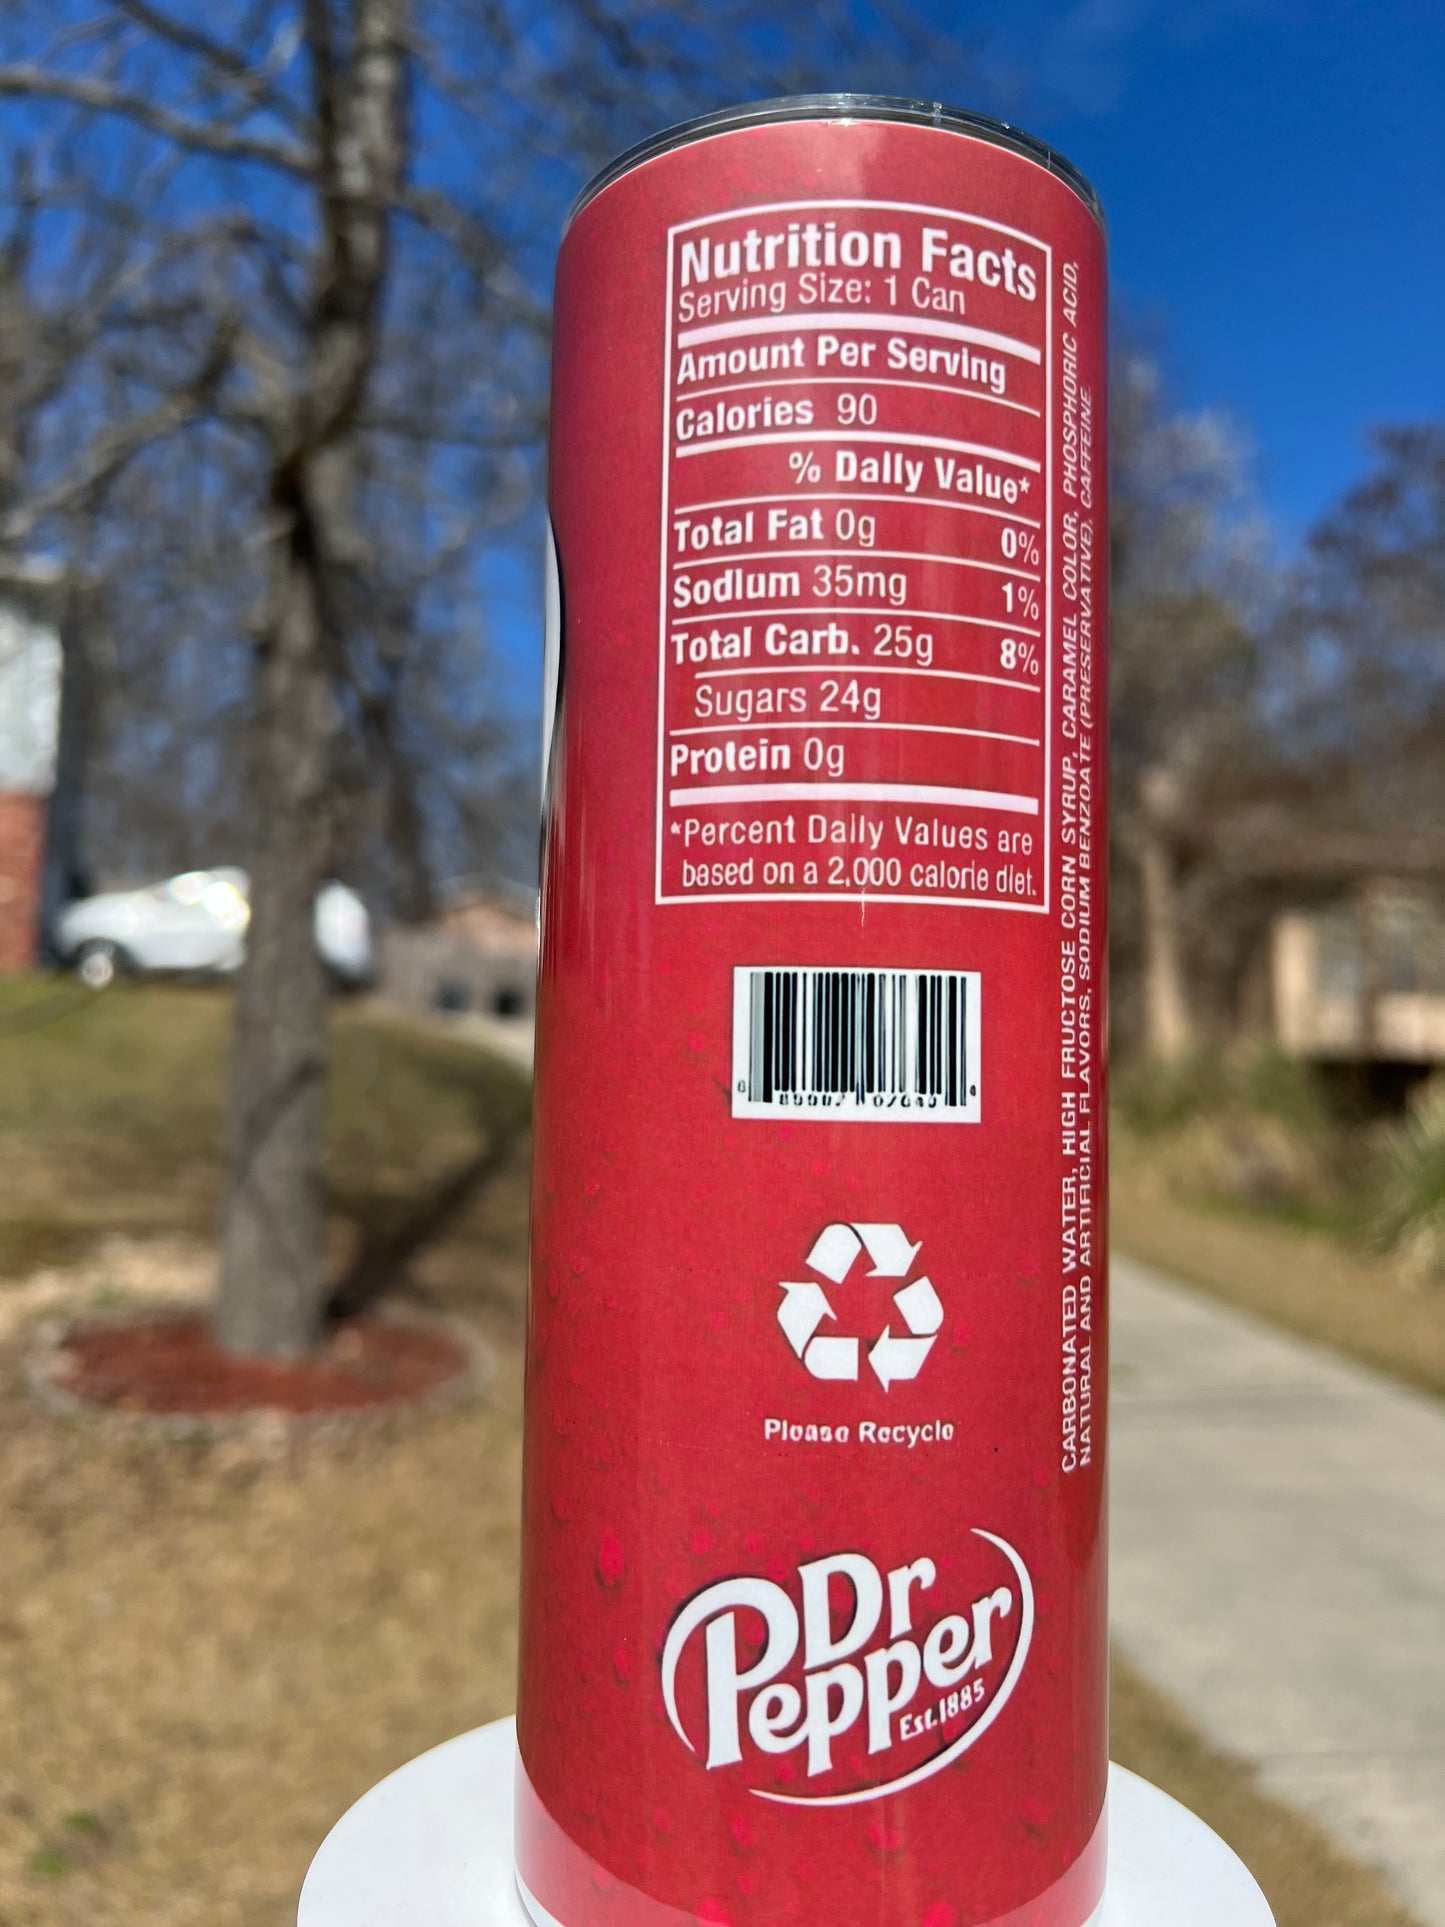 Nutrition Facts
Serving Size: 1 Can
Amount Per Serving
Calories 90
% Daily Value*
Total Fat 0g 0%
Sodium 35mg 1%
Total Carb. 25g 8%
Sugars 24g
Protein 0g
*Percent Daily Values are
based on a 2,000 calorie diet.
CARBONATED WATER, HIGH FRUCTOSE CORN SYRUP, CARAMEL COLOR, PHOSPHORIC ACID,
NATURAL AND ARTIFICIAL FLAVORS, SODIUM BENZOATE (PRESERVATIVE), CAFFEINE
Please Recycle
Dr
Pepper
Est.1885